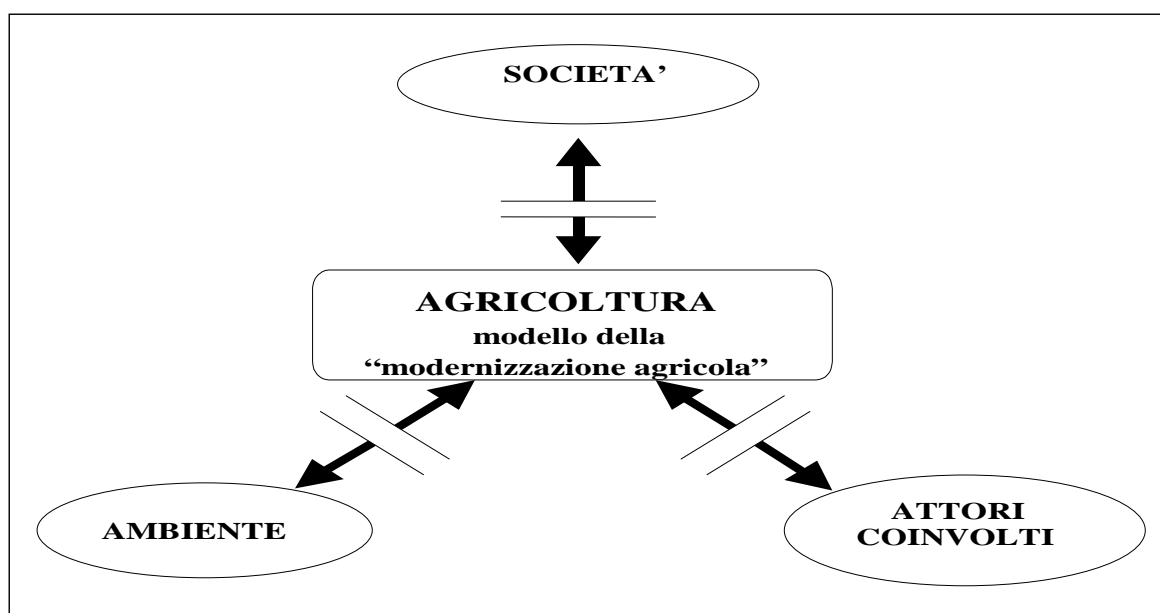 SOCIETA’
AGRICOLTURA
modello della
“modernizzazione agricola”
AMBIENTE
ATTORI
COINVOLTI